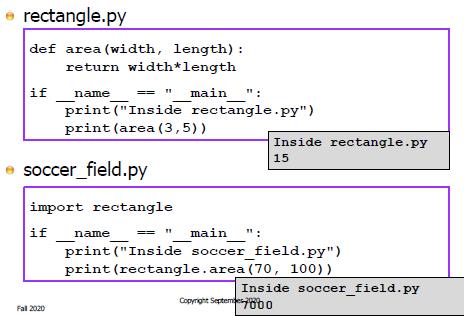 rectangle.py
def area(width, length):
    return width*length
if __name__ == "__main__":
    print("Inside rectangle.py")
    print(area(3,5))
Inside rectangle.py
15
soccer_field.py
import rectangle
if __name__ == "__main__":
    print("Inside soccer_field.py")
    print(rectangle.area(70, 100))
Inside soccer_field.py
7000
Copyright September 2020
Fall 2020